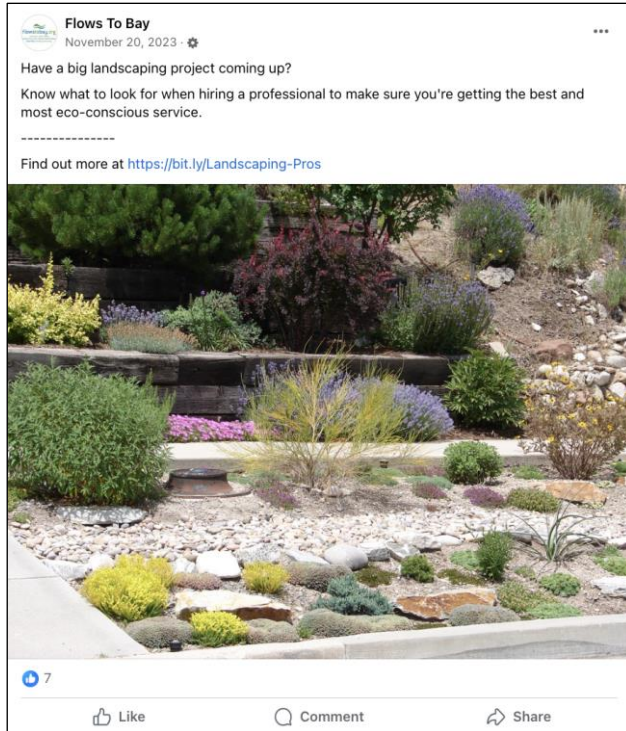 Flows To Bay
November 20, 2023 ·
Have a big landscaping project coming up?
Know what to look for when hiring a professional to make sure you're getting the best and
most eco-conscious service.
---------------
Find out more at https://bit.ly/Landscaping-Pros
7
Like
Comment
Share